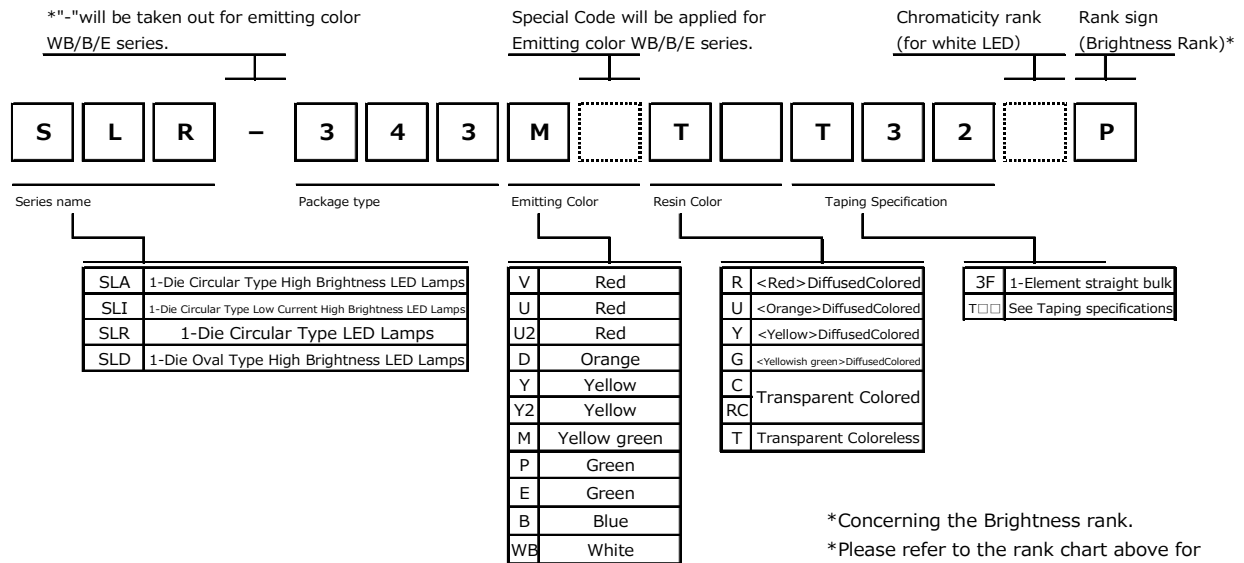 *"-"will be taken out for emitting color
WB/B/E series.
Special Code will be applied for
Emitting color WB/B/E series.
Chromaticity rank
(for white LED)
Rank sign
(Brightness Rank)*
S L R – 3 4 3 M T T 3 2 P
Series name
Package type
Emitting Color
Resin Color
Taping Specification
SLA 1-Die Circular Type High Brightness LED Lamps
SLI 1-Die Circular Type Low Current High Brightness LED Lamps
SLR 1-Die Circular Type LED Lamps
SLD 1-Die Oval Type High Brightness LED Lamps
V Red
U Red
U2 Red
D Orange
Y Yellow
Y2 Yellow
M Yellow green
P Green
E Green
B Blue
WB White
R <Red>DiffusedColored
U <Orange>DiffusedColored
Y <Yellow>DiffusedColored
G <Yellowish green>DiffusedColored
C
Transparent Colored
RC
T Transparent Coloreless
3F 1-Element straight bulk
T□□ See Taping specifications
*Concerning the Brightness rank.
*Please refer to the rank chart above for